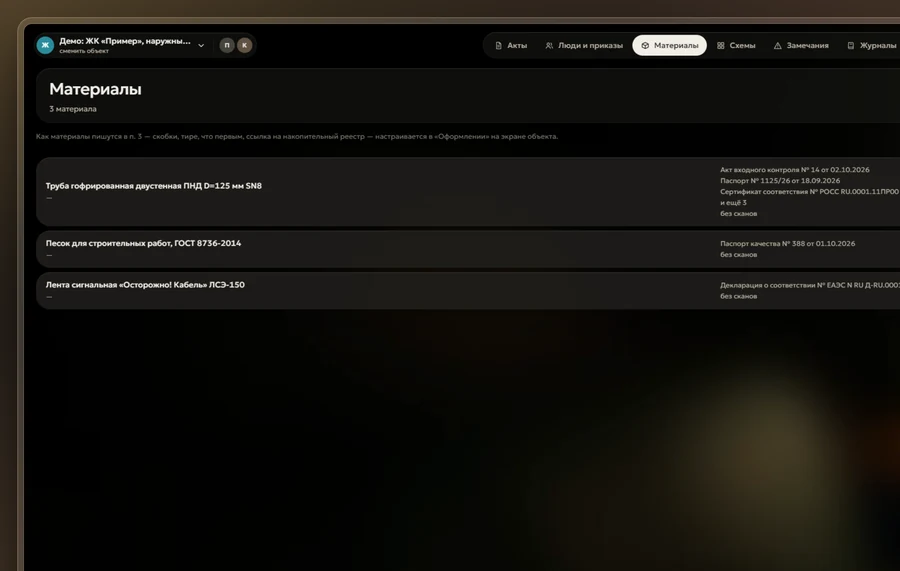 Ж
Демо: ЖК «Пример», наружны...
сменить объект
П К
Акты
Люди и приказы
Материалы
Схемы
Замечания
Журналы
Материалы
3 материала
Как материалы пишутся в п. 3 — скобки, тире, что первым, ссылка на накопительный реестр — настраивается в «Оформлении» на экране объекта.
Труба гофрированная двустенная ПНД D=125 мм SN8
—
Акт входного контроля № 14 от 02.10.2026
Паспорт № 1125/26 от 18.09.2026
Сертификат соответствия № РОСС RU.0001.11ПР00
и ещё 3
без сканов
Песок для строительных работ, ГОСТ 8736-2014
—
Паспорт качества № 388 от 01.10.2026
без сканов
Лента сигнальная «Осторожно! Кабель» ЛСЭ-150
—
Декларация о соответствии № ЕАЭС N RU Д-RU.000
без сканов